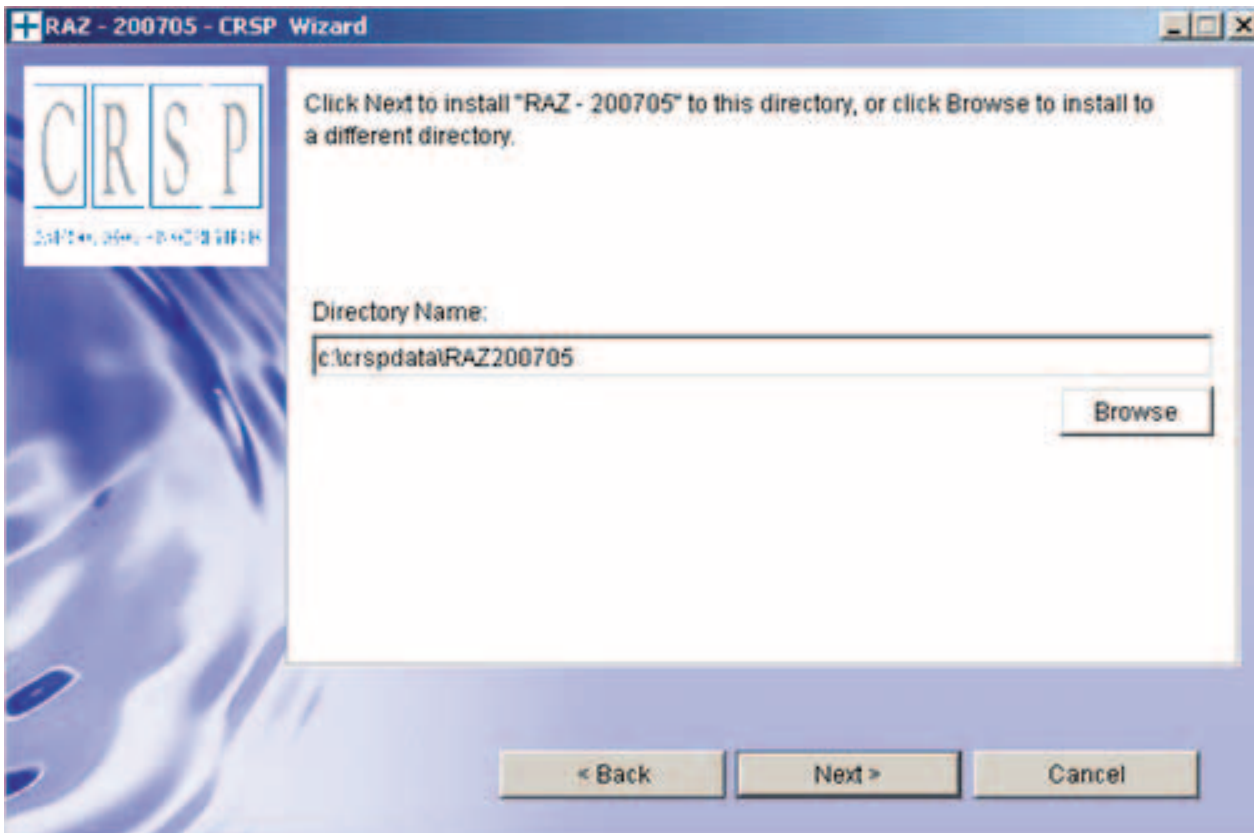 RAZ - 200705 - CRSP Wizard
CRSP
Click Next to install "RAZ - 200705" to this directory, or click Browse to install to
a different directory.
Directory Name:
c:\crspdata\RAZ200705
Browse
< Back
Next >
Cancel